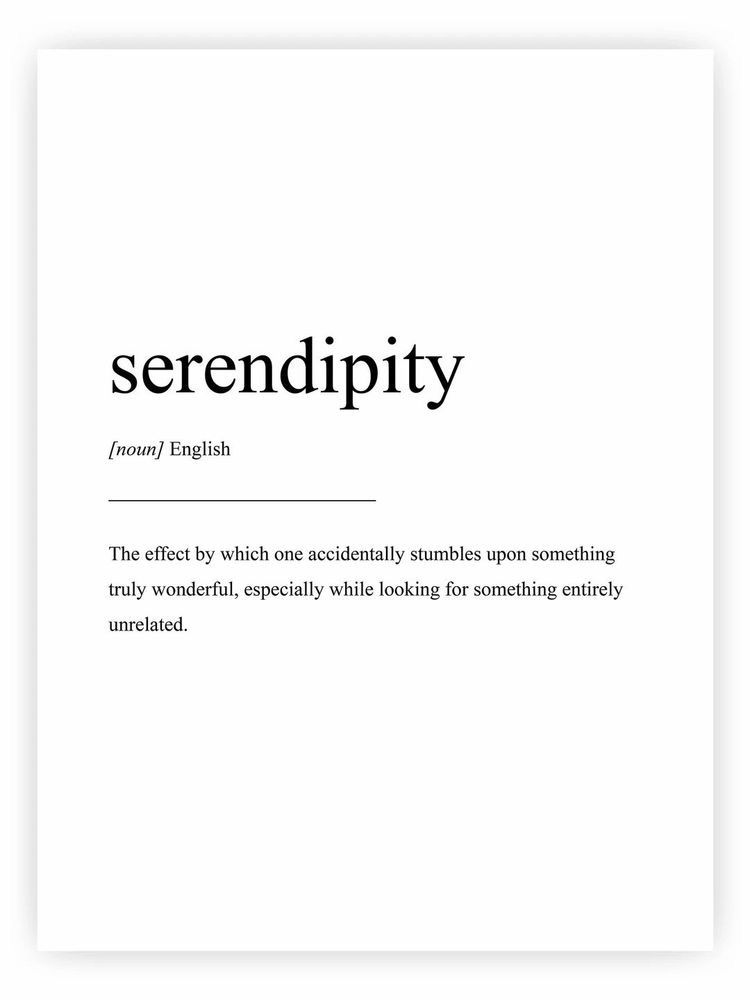 serendipity
[noun] English
The effect by which one accidentally stumbles upon something
truly wonderful, especially while looking for something entirely
unrelated.